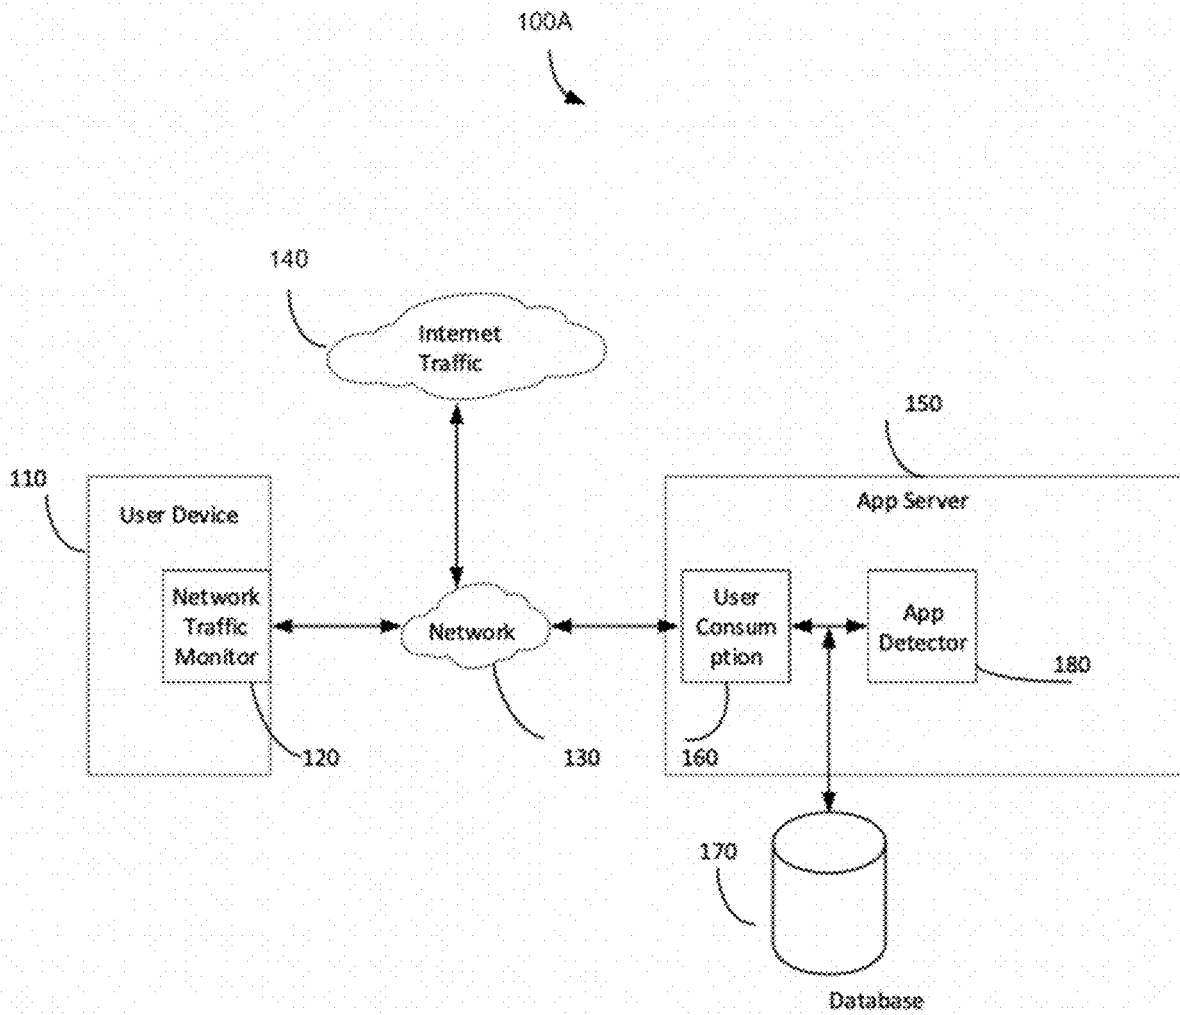 100A
140
Internet
Traffic
150
110
User Device
App Server
Network
Traffic
Monitor
Network
User
Consum
ption
App
Detector
180
120
130
160
170
Database